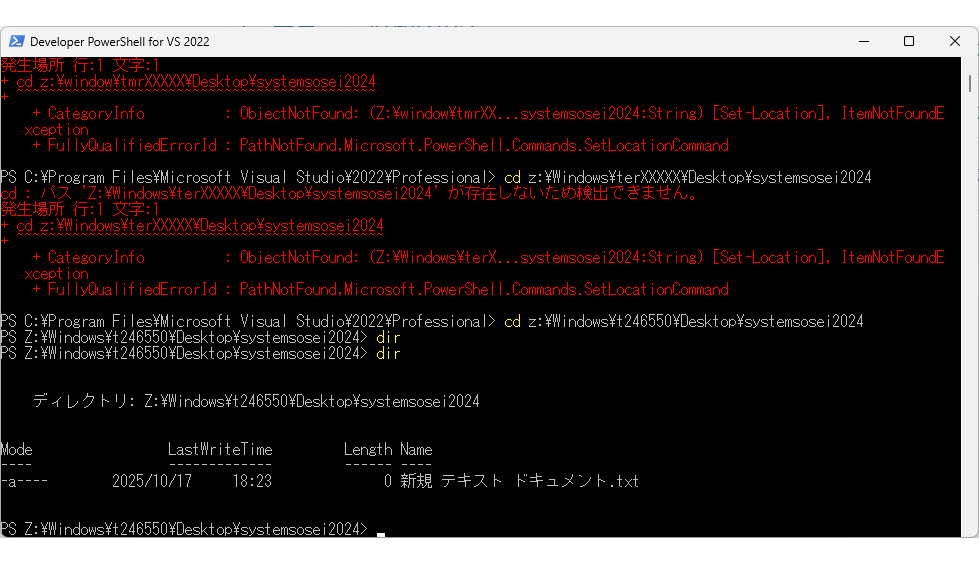 Developer PowerShell for VS 2022
発生場所 行:1 文字:1
+ cd z:¥window¥tmrXXXXX¥Desktop¥systemsosei2024
+ ~~~~~~~~~~~~~~~~~~~~~~~~~~~~~~~~~~~~~~~~~~~~~
    + CategoryInfo          : ObjectNotFound: (Z:¥window¥tmrXX...systemsosei2024:String) [Set-Location], ItemNotFoundE
   xception
    + FullyQualifiedErrorId : PathNotFound,Microsoft.PowerShell.Commands.SetLocationCommand
PS C:¥Program Files¥Microsoft Visual Studio¥2022¥Professional> cd z:¥Windows¥terXXXXX¥Desktop¥systemsosei2024
cd : パス 'Z:¥Windows¥terXXXXX¥Desktop¥systemsosei2024' が存在しないため検出できません。
発生場所 行:1 文字:1
+ cd z:¥Windows¥terXXXXX¥Desktop¥systemsosei2024
+ ~~~~~~~~~~~~~~~~~~~~~~~~~~~~~~~~~~~~~~~~~~~~~~
    + CategoryInfo          : ObjectNotFound: (Z:¥Windows¥terX...systemsosei2024:String) [Set-Location], ItemNotFoundE
   xception
    + FullyQualifiedErrorId : PathNotFound,Microsoft.PowerShell.Commands.SetLocationCommand
PS C:¥Program Files¥Microsoft Visual Studio¥2022¥Professional> cd z:¥Windows¥t246550¥Desktop¥systemsosei2024
PS Z:¥Windows¥t246550¥Desktop¥systemsosei2024> dir
PS Z:¥Windows¥t246550¥Desktop¥systemsosei2024> dir
ディレクトリ: Z:¥Windows¥t246550¥Desktop¥systemsosei2024
Mode                 LastWriteTime         Length Name
----                 -------------         ------ ----
-a----        2025/10/17     18:23              0 新規 テキスト ドキュメント.txt
PS Z:¥Windows¥t246550¥Desktop¥systemsosei2024>